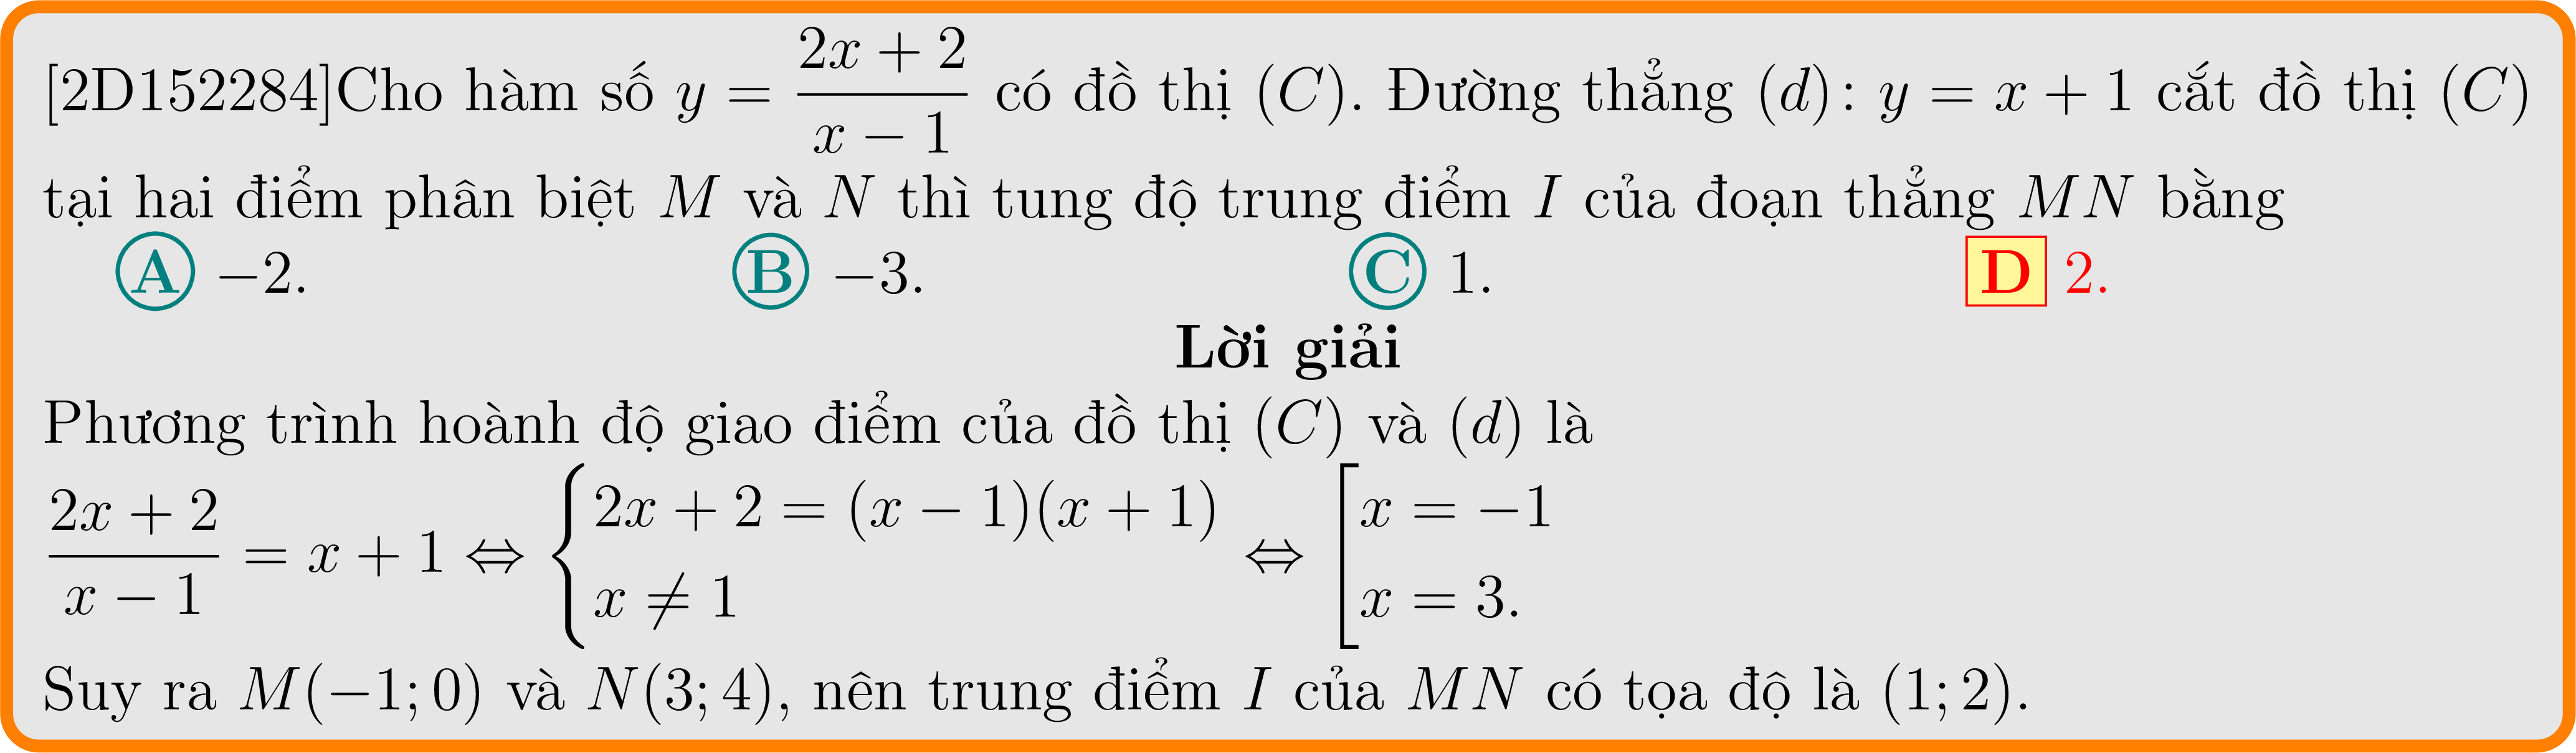 [2D152284]Cho hàm số y = \frac{2x + 2}{x − 1} có đồ thị (C). Đường thẳng (d): y = x + 1 cắt đồ thị (C)
tại hai điểm phân biệt M và N thì tung độ trung điểm I của đoạn thẳng MN bằng
A −2. B −3. C 1. D 2.
Lời giải
Phương trình hoành độ giao điểm của đồ thị (C) và (d) là
\frac{2x + 2}{x − 1} = x + 1 ⇔ \begin{cases} 2x + 2 = (x − 1)(x + 1) \\ x ≠ 1 \end{cases} ⇔ \left[ \begin{array}{l} x = −1 \\ x = 3. \end{array} \right.
Suy ra M(−1; 0) và N(3; 4), nên trung điểm I của MN có tọa độ là (1; 2).